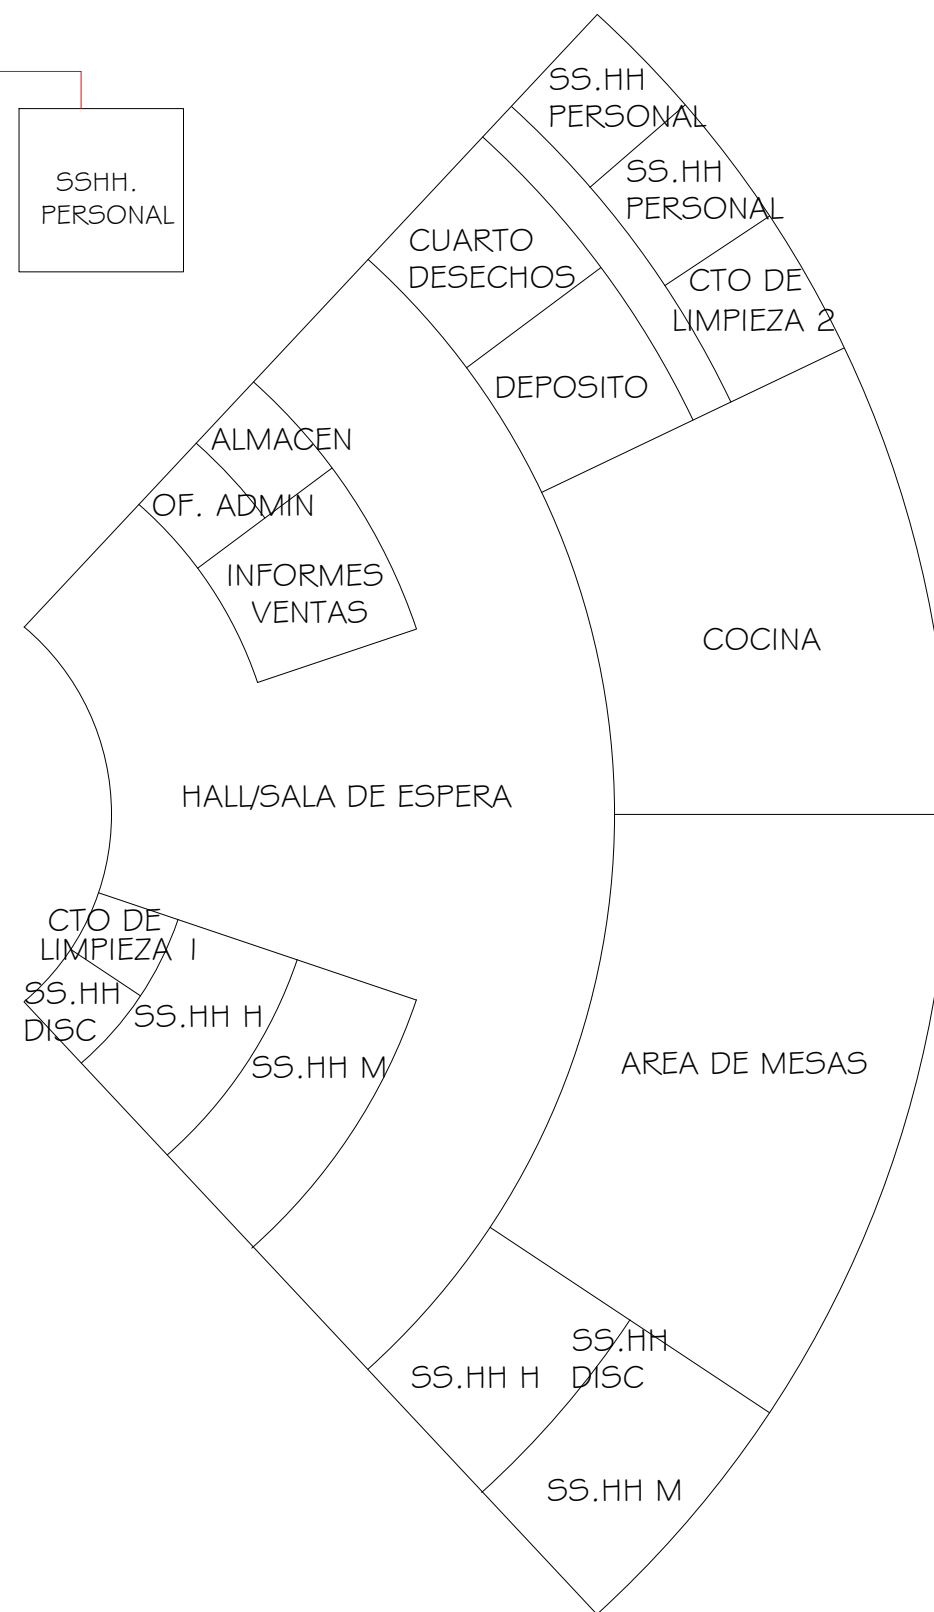 SS.HH
PERSONAL
SSHH.
PERSONAL
SS.HH
PERSONAL
CUARTO
DESECHOS
CTO DE
LIMPIEZA 2
DEPOSITO
ALMACEN
OF. ADMIN
INFORMES
VENTAS
COCINA
HALL/SALA DE ESPERA
CTO DE
LIMPIEZA 1
SS.HH
DISC
SS.HH H
SS.HH M
AREA DE MESAS
SS.HH
DISC
SS.HH H
SS.HH M